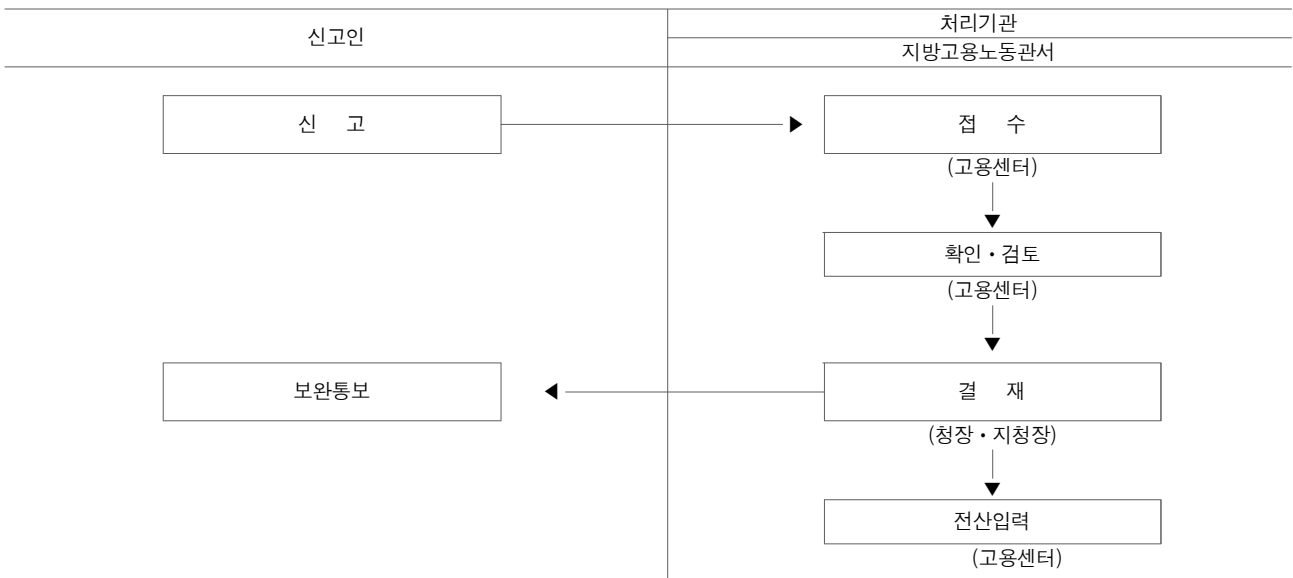 신고인
처리기관
지방고용노동관서
신 고
접 수
(고용센터)
확인・검토
(고용센터)
보완통보
결 재
(청장・지청장)
전산입력
(고용센터)